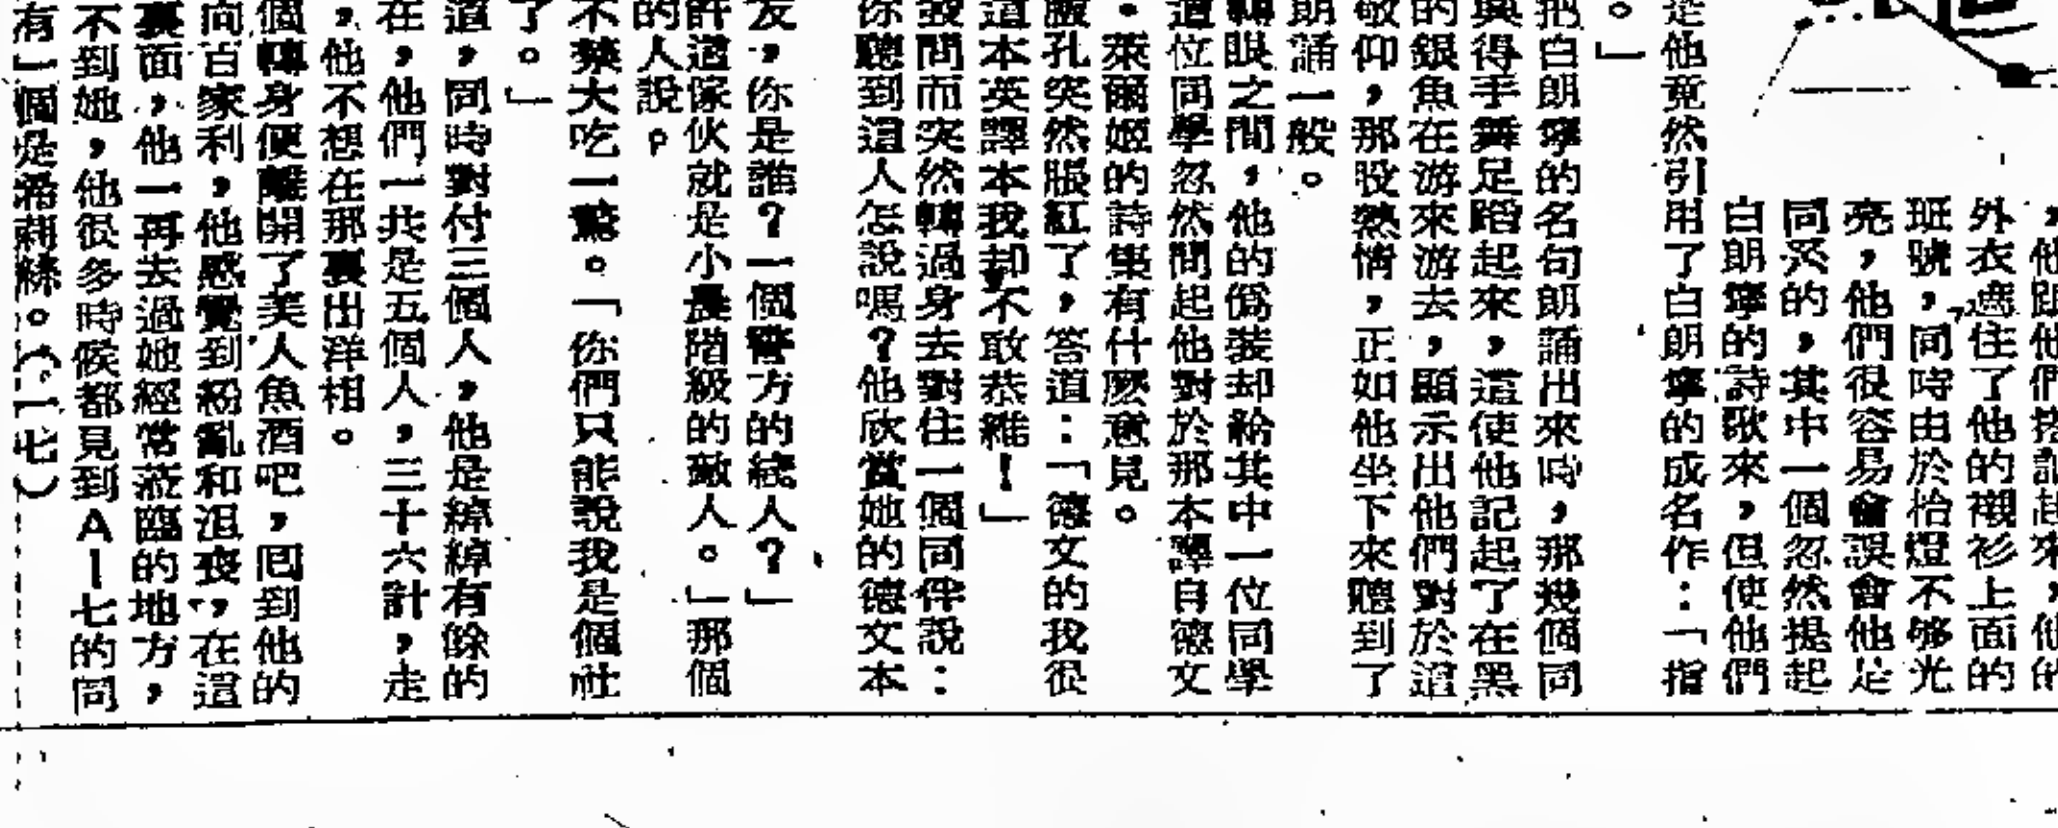 ，他跟他們搭訕起來，他的
外衣遮住了他的襯衫上面的
班號，同時由於枱燈不够光
亮，他們很容易會誤會他是
同類的，其中一個忽然提起
白朗寧的詩歌來，但使他們
是他竟然引用了白朗寧的成名作：「指
。」
把白朗寧的名句朗誦出來時，那幾個同
興得手舞足蹈起來，這使他記起了在黑
的銀魚在游來游去，顯示出他們對於這
敬仰，那股熱情，正如他坐下來聽到了
朗誦一般。
轉眼之間，他的僞裝却給其中一位同學
這位同學忽然問起他對於那本譯自德文
・萊爾姬的詩集有什麽意見。
腹孔突然脹紅了，答道：「德文的我很
這本英譯本我却不敢恭維！」
發問而突然轉過身去對住一個同伴說：
你聽到這人怎說嗎？他欣賞她的德文本
友，你是誰？一個警方的綫人？」
許這傢伙就是小農階級的敵人。」那個
的人說。
不禁大吃一驚。「你們只能說我是個社
了。」
道，同時對付三個人，他是綽綽有餘的
在，他們一共是五個人，三十六計，走
，他不想在那裏出洋相。
個轉身便離開了美人魚酒吧，囘到他的
向百家利，他感覺到紛亂和沮喪，在這
裏面，他一再去過她經常蒞臨的地方，
不到她，他很多時候都見到A1七的同
有一個是潞莉絲。（一七）